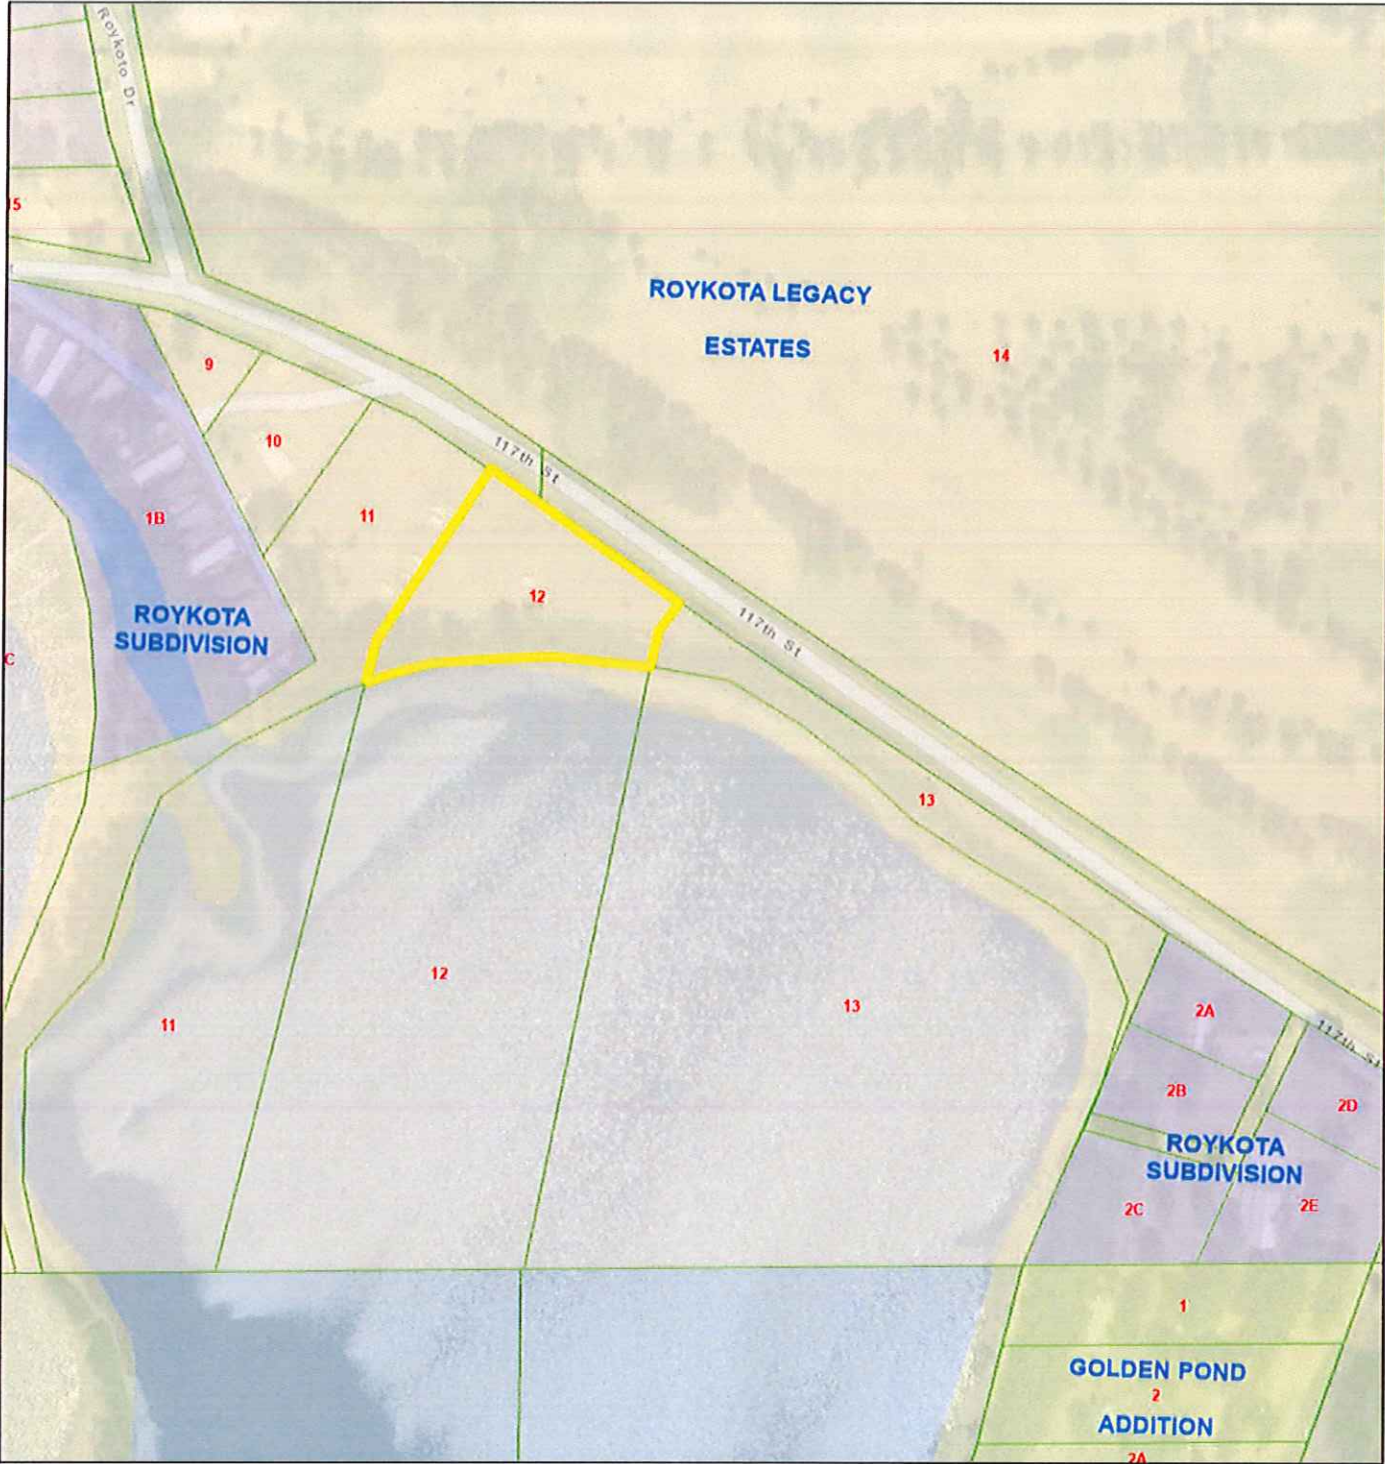 Roykoto Dr
15
ROYKOTA LEGACY
ESTATES
14
9
10
117th St
11
1B
12
ROYKOTA
SUBDIVISION
117th St
C
13
12
13
11
2A
117th St
2B
2D
ROYKOTA
SUBDIVISION
2C
2E
1
GOLDEN POND
2
ADDITION
2A